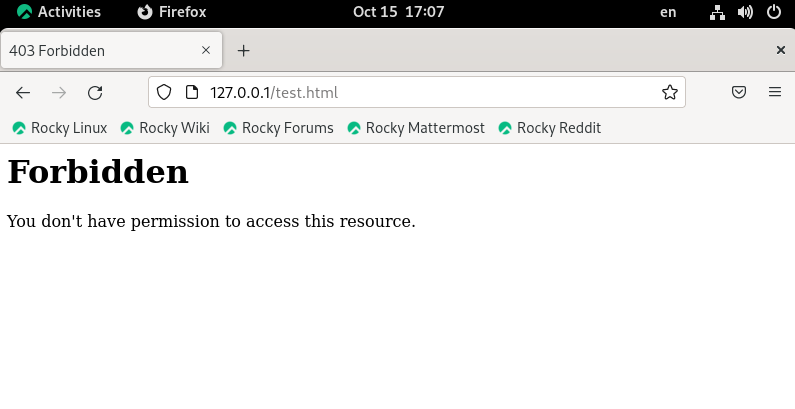 Activities Firefox Oct 15 17:07 en
403 Forbidden
127.0.0.1/test.html
Rocky Linux Rocky Wiki Rocky Forums Rocky Mattermost Rocky Reddit
Forbidden
You don't have permission to access this resource.